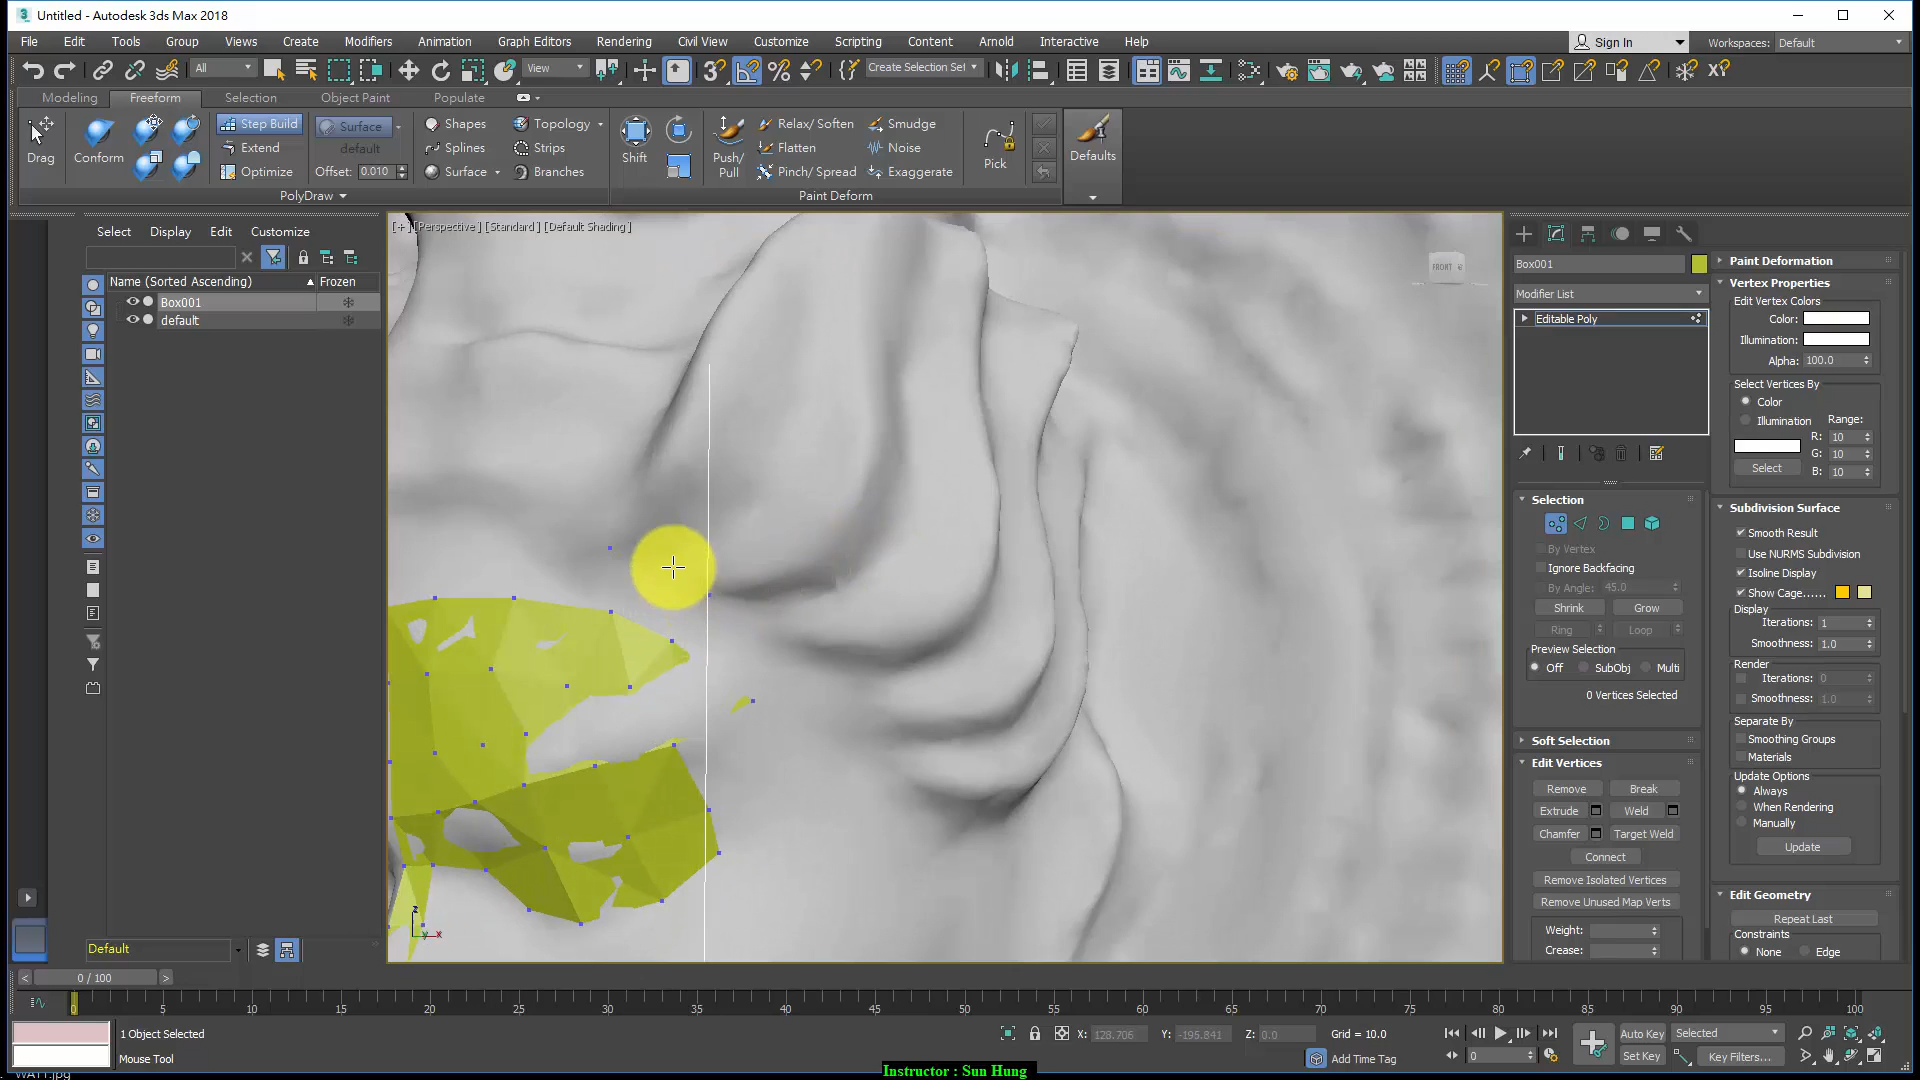 Untitled - Autodesk 3ds Max 2018
File Edit Tools Group Views Create Modifiers Animation Graph Editors Rendering Civil View Customize Scripting Content Arnold Interactive Help
Sign In
Workspaces: Default
All
View
Create Selection Set
Modeling Freeform Selection Object Paint Populate
Drag
Conform
Step Build
Extend
Optimize
Surface
default
Offset: 0.010
Shapes
Splines
Surface
Topology
Strips
Branches
PolyDraw
Shift
Push/
Pull
Relax/ Soften
Flatten
Pinch/ Spread
Smudge
Noise
Exaggerate
Pick
Paint Deform
Defaults
Select Display Edit Customize
Name (Sorted Ascending) Frozen
Box001
default
[+] [Perspective] [Standard] [Default Shading]
FRONT
z
y x
Default
Box001
Modifier List
Editable Poly
Selection
By Vertex
Ignore Backfacing
By Angle: 45.0
Shrink Grow
Ring Loop
Preview Selection
Off SubObj Multi
0 Vertices Selected
Soft Selection
Edit Vertices
Remove Break
Extrude Weld
Chamfer Target Weld
Connect
Remove Isolated Vertices
Remove Unused Map Verts
Weight:
Crease:
Paint Deformation
Vertex Properties
Edit Vertex Colors
Color:
Illumination:
Alpha: 100.0
Select Vertices By
Color
Illumination
Range:
R: 10
G: 10
B: 10
Select
Subdivision Surface
Smooth Result
Use NURMS Subdivision
Isoline Display
Show Cage......
Display
Iterations: 1
Smoothness: 1.0
Render
Iterations: 0
Smoothness: 1.0
Separate By
Smoothing Groups
Materials
Update Options
Always
When Rendering
Manually
Update
Edit Geometry
Repeat Last
Constraints
None Edge
< 0 / 100 >
0 5 10 15 20 25 30 35 40 45 50 55 60 65 70 75 80 85 90 95 100
1 Object Selected
Mouse Tool
X: 128.706 Y: -195.841 Z: 0.0 Grid = 10.0
Add Time Tag
0
Auto Key Selected
Set Key Key Filters...
WAT1.jpg
Instructor : Sun Hung